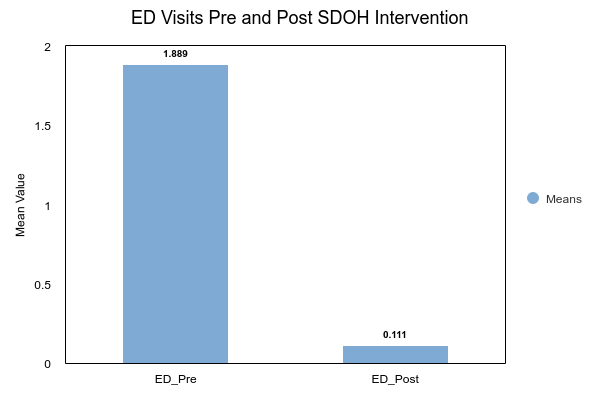 ED Visits Pre and Post SDOH Intervention
2
1.889
1.5
Mean Value
1
Means
0.5
0.111
0
ED_Pre
ED_Post